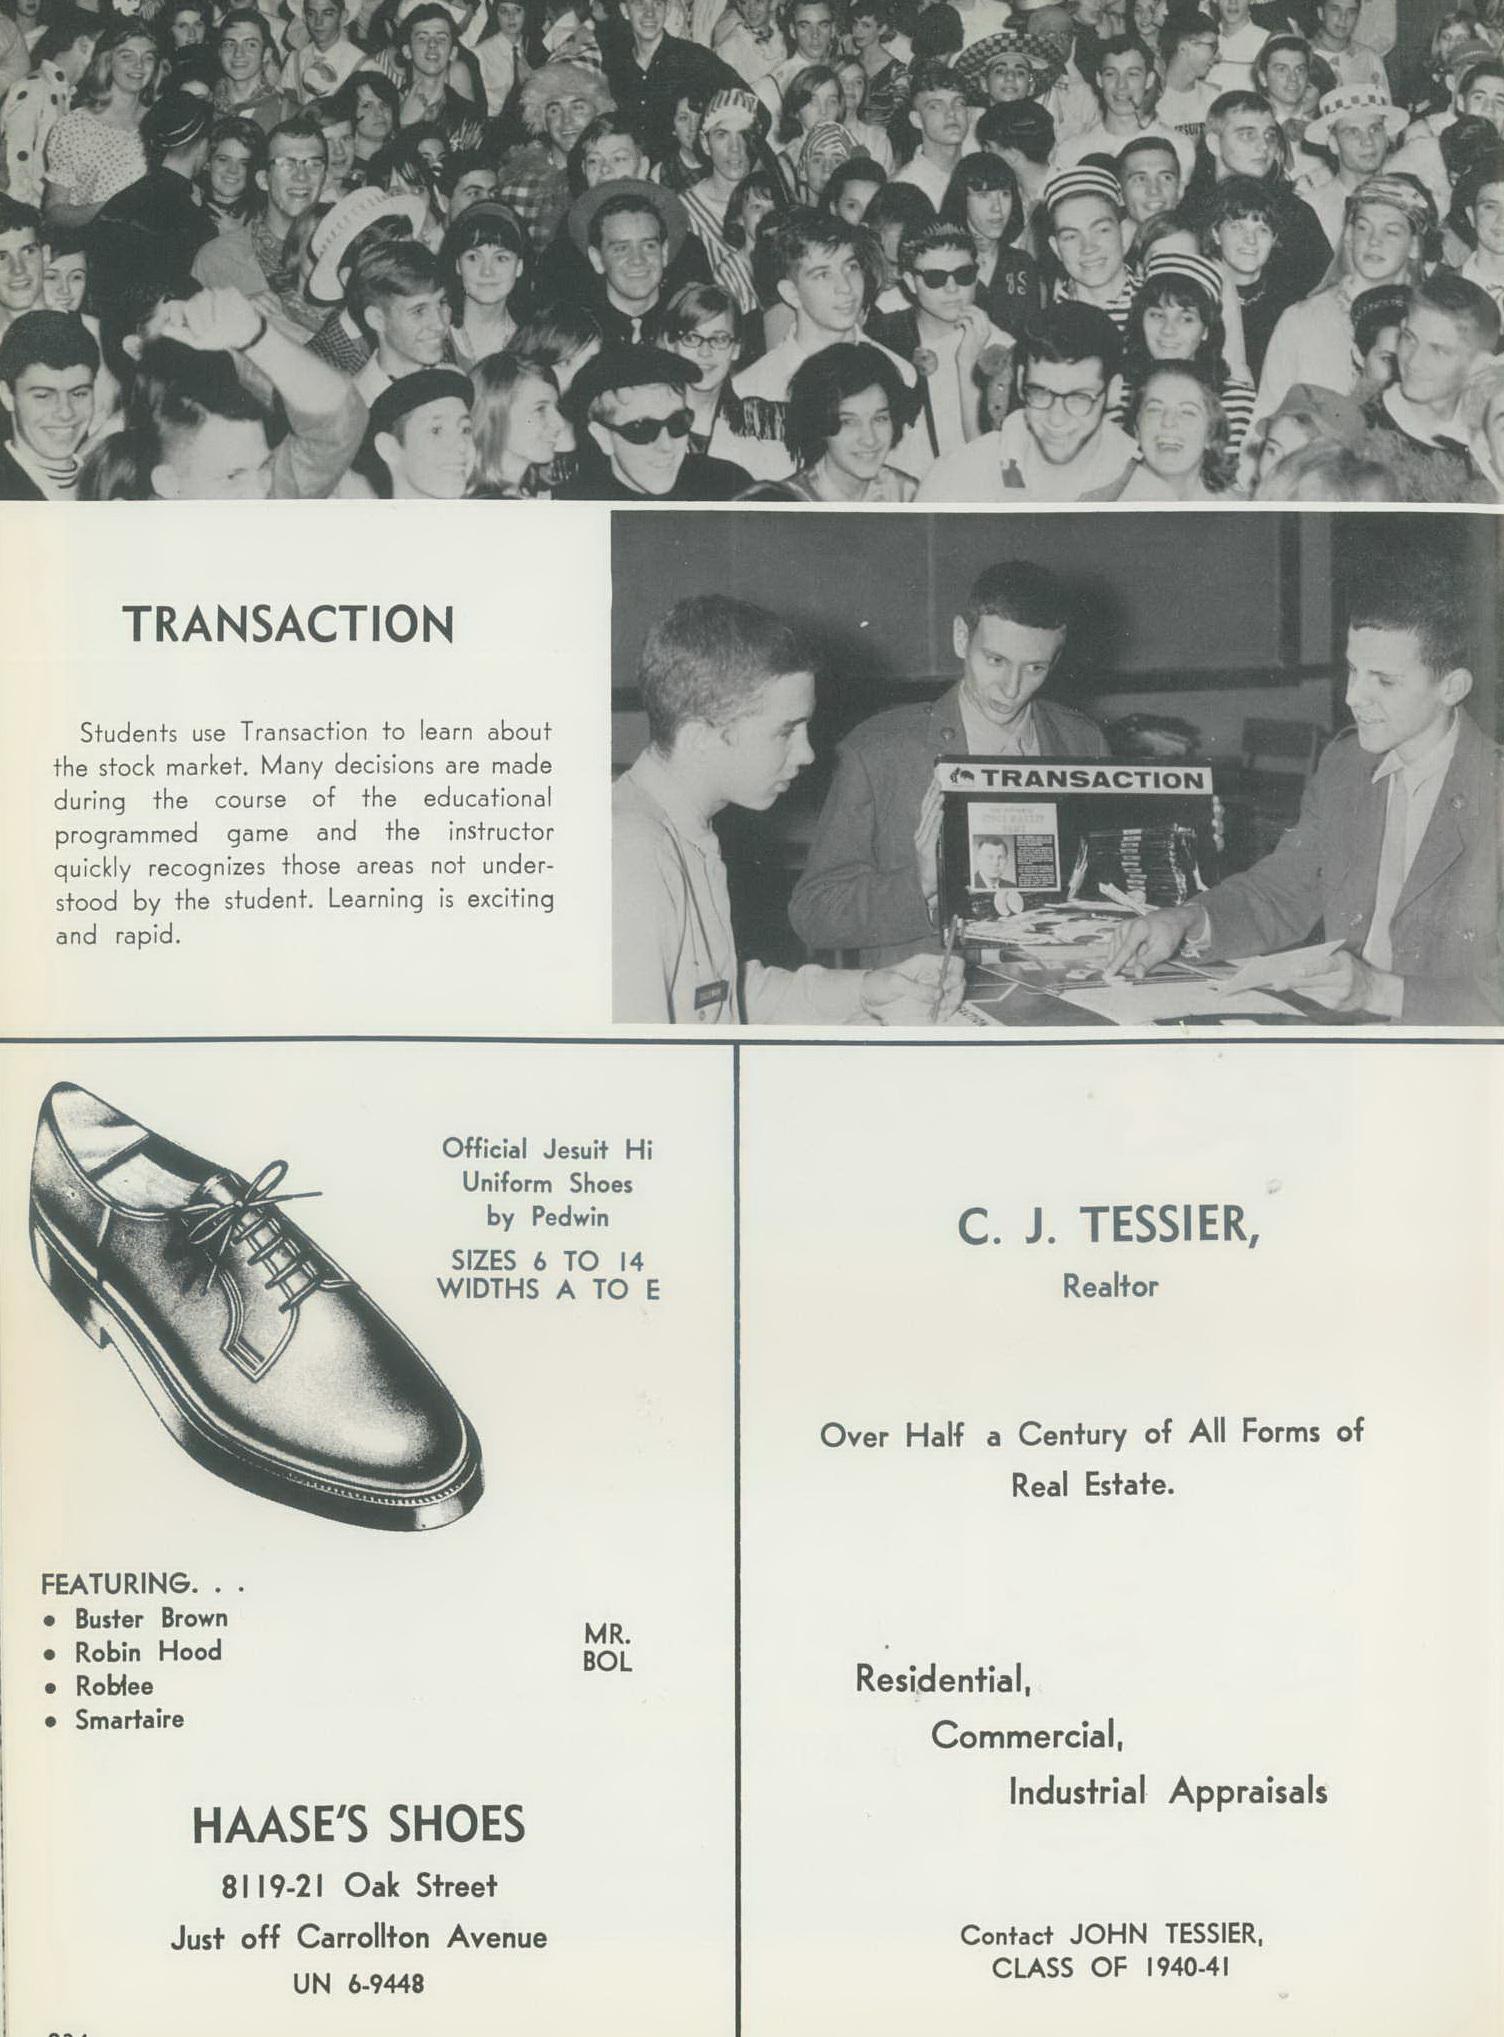 TRANSACTION
Students use Transaction to learn about
the stock market. Many decisions are made
during the course of the educational
programmed game and the instructor
quickly recognizes those areas not under-
stood by the student. Learning is exciting
and rapid.
TRANSACTION
STOCK MARKET
GAME
Official Jesuit Hi
Uniform Shoes
by Pedwin
SIZES 6 TO 14
WIDTHS A TO E
FEATURING. . .
• Buster Brown
• Robin Hood
• Roblee
• Smartaire
MR.
BOL
HAASE'S SHOES
8119-21 Oak Street
Just off Carrollton Avenue
UN 6-9448
C. J. TESSIER,
Realtor
Over Half a Century of All Forms of
Real Estate.
Residential,
Commercial,
Industrial Appraisals
Contact JOHN TESSIER,
CLASS OF 1940-41